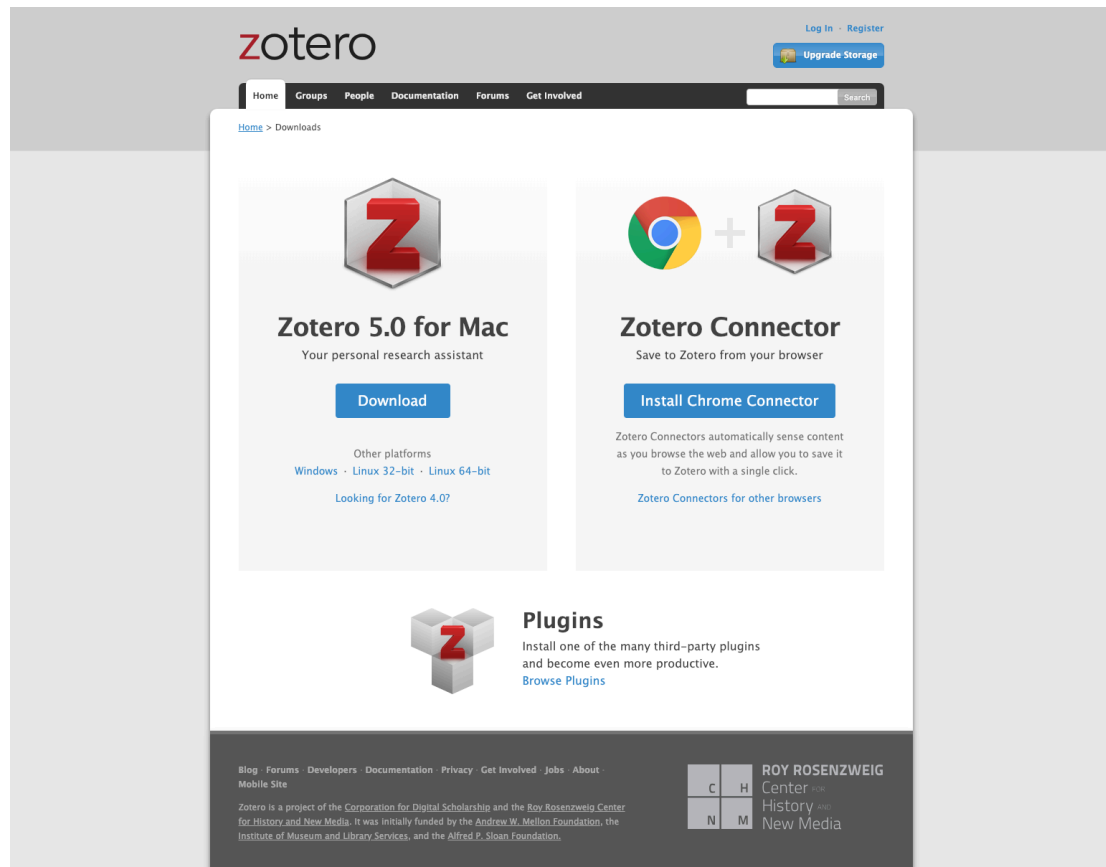 zotero
Log In · Register
Upgrade Storage
Home Groups People Documentation Forums Get Involved
Search
Home > Downloads
Z
Z
Zotero 5.0 for Mac
Your personal research assistant
Download
Other platforms
Windows · Linux 32-bit · Linux 64-bit
Looking for Zotero 4.0?
Zotero Connector
Save to Zotero from your browser
Install Chrome Connector
Zotero Connectors automatically sense content
as you browse the web and allow you to save it
to Zotero with a single click.
Zotero Connectors for other browsers
Z
Plugins
Install one of the many third-party plugins
and become even more productive.
Browse Plugins
Blog · Forums · Developers · Documentation · Privacy · Get Involved · Jobs · About ·
Mobile Site
Zotero is a project of the Corporation for Digital Scholarship and the Roy Rosenzweig Center
for History and New Media. It was initially funded by the Andrew W. Mellon Foundation, the
Institute of Museum and Library Services, and the Alfred P. Sloan Foundation.
C H
N M
ROY ROSENZWEIG
Center FOR
History AND
New Media